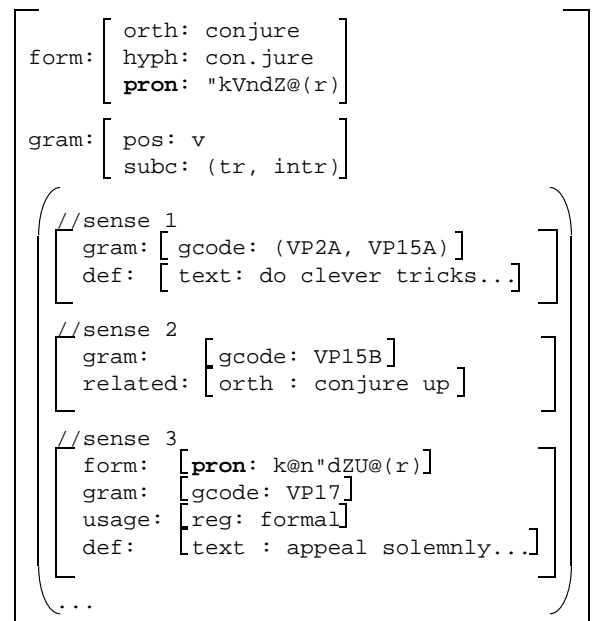 orth: conjure
form: hyph: con.jure
pron: "kVndZ@(r)
gram: pos: v
subc: (tr, intr)
//sense 1
gram: gcode: (VP2A, VP15A)
def: text: do clever tricks...
//sense 2
gram: gcode: VP15B
related: orth : conjure up
//sense 3
form: pron: k@n"dZU@(r)
gram: gcode: VP17
usage: reg: formal
def: text : appeal solemnly...
...